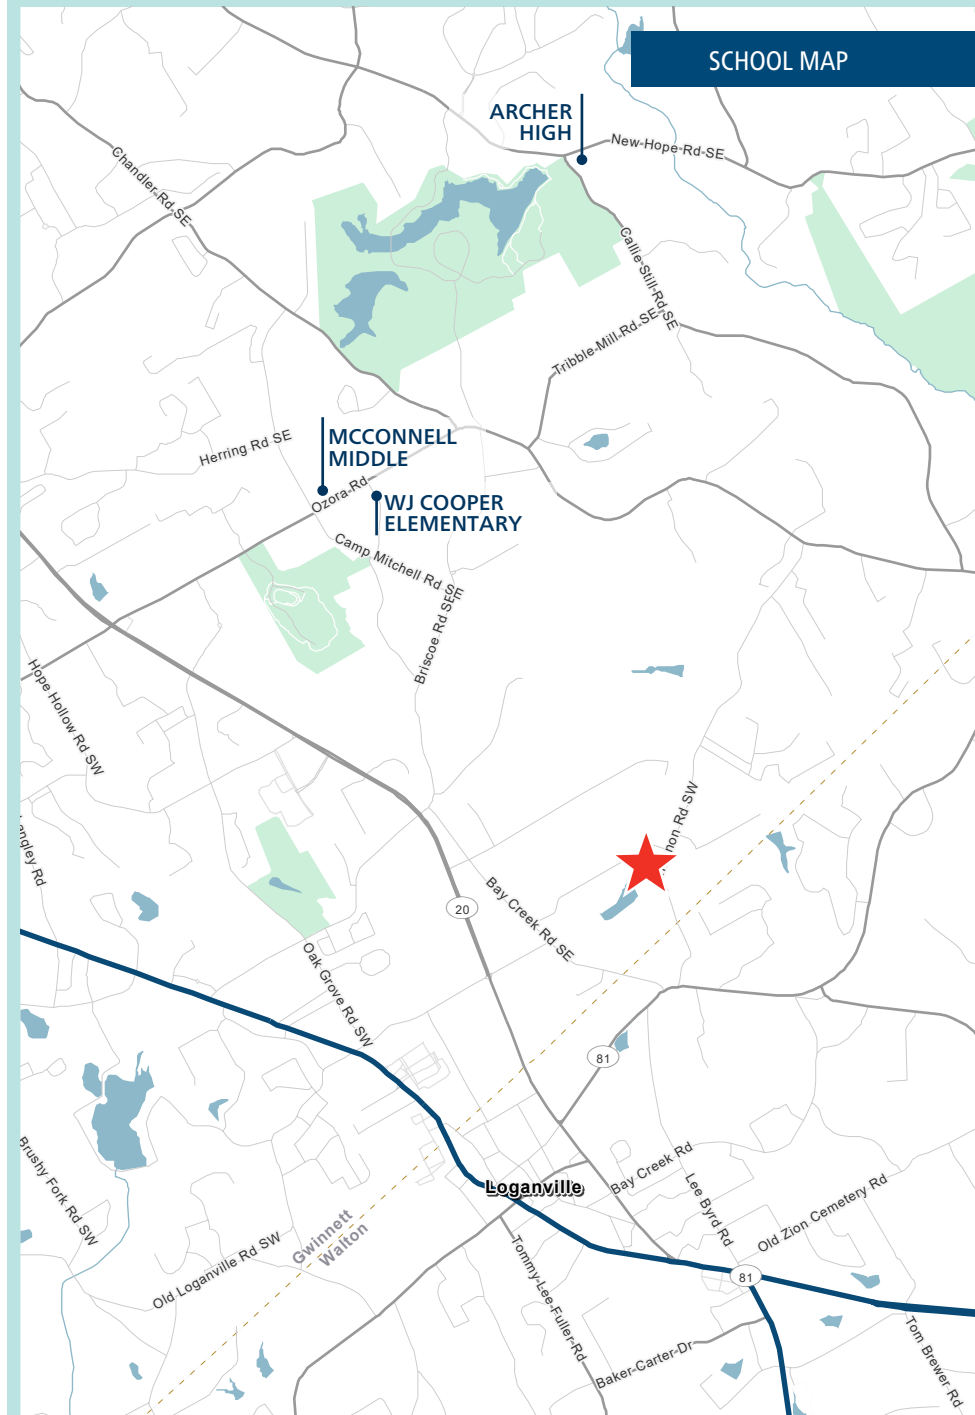 SCHOOL MAP
ARCHER
HIGH
New-Hope-Rd-SE
Chandler-Rd-SE
Callie-Still-Rd-SE
Tribble-Mill-Rd-SE
Herring Rd SE
MCCONNELL
MIDDLE
Ozora-Rd
WJ COOPER
ELEMENTARY
Camp Mitchell Rd SE
Briscoe Rd SE
Hope Hollow Rd SW
Langley Rd
Rd SW
20
Bay Creek Rd SE
Oak Grove Rd SW
81
Brushy Fork Rd SW
Loganville
Bay Creek Rd
Lee Byrd Rd
Old Zion Cemetery Rd
Gwinnett
Walton
Old Loganville Rd SW
Tommy-Lee-Fuller-Rd
81
Baker-Carter-Dr
Tom Brewer Rd